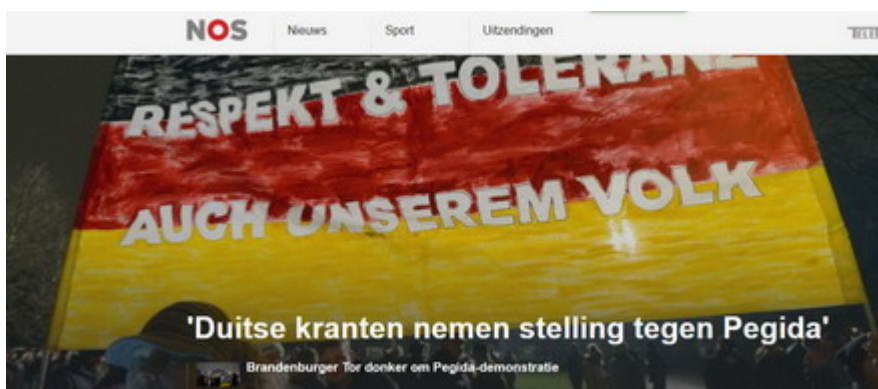 NOS Nieuws Sport Uitzendingen
RESPEKT & TOLERANZ
AUCH UNSEREM VOLK
'Duitse kranten nemen stelling tegen Pegida'
Brandenburger Tor donker om Pegida-demonstratie